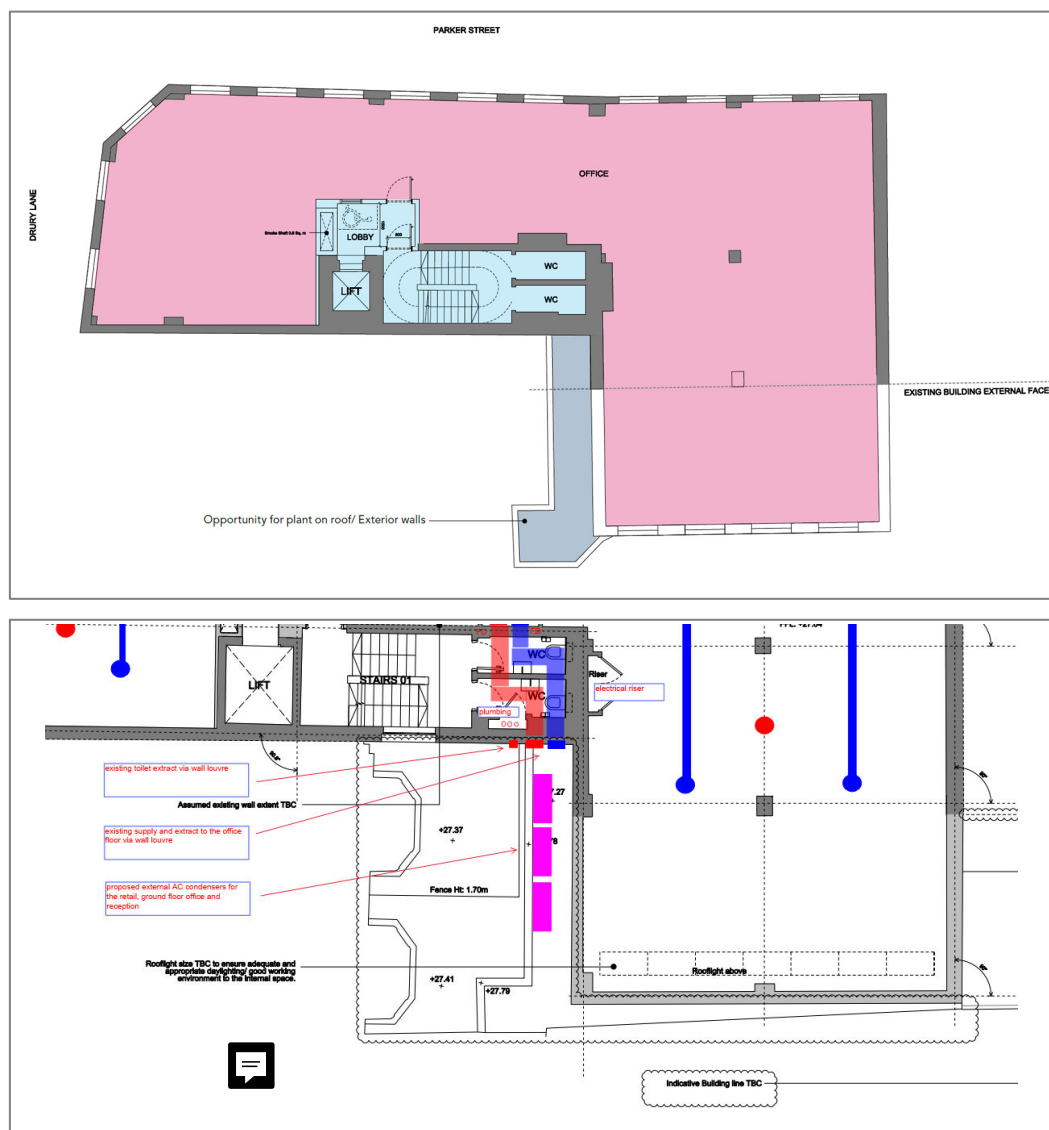 PARKER STREET
DRURY LANE
OFFICE
Smoke Shaft 0.8 Sq. m
LOBBY
LIFT
WC
WC
EXISTING BUILDING EXTERNAL FACE
Opportunity for plant on roof/ Exterior walls
LIFT
STAIRS 01
WC
WC
Riser
electrical riser
plumbing
existing toilet extract via wall louvre
Assumed existing wall extent TBC
existing supply and extract to the office
floor via wall louvre
proposed external AC condensers for
the retail, ground floor office and
reception
+27.37
Fence Ht: 1.70m
Rooflight size TBC to ensure adequate and
appropriate daylighting/ good working
environment to the internal space.
Rooflight above
+27.41
+27.79
Indicative Building line TBC